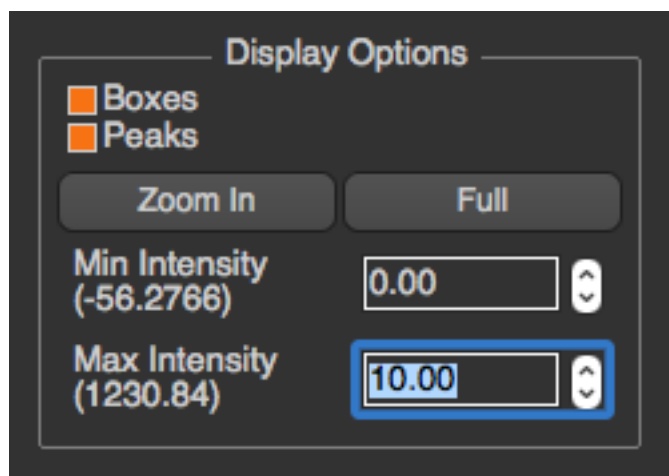 Display Options
Boxes
Peaks
Zoom In
Full
Min Intensity
(-56.2766)
0.00
Max Intensity
(1230.84)
10.00